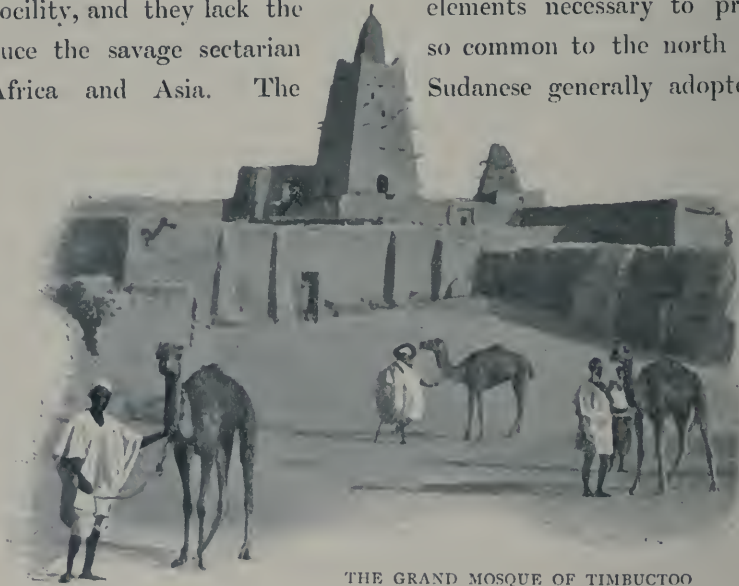 ocility, and they lack the elements necessary to pr
uce the savage sectarian so common to the north
Africa and Asia. The Sudanese generally adopte
THE GRAND MOSQUE OF TIMBUCTOO